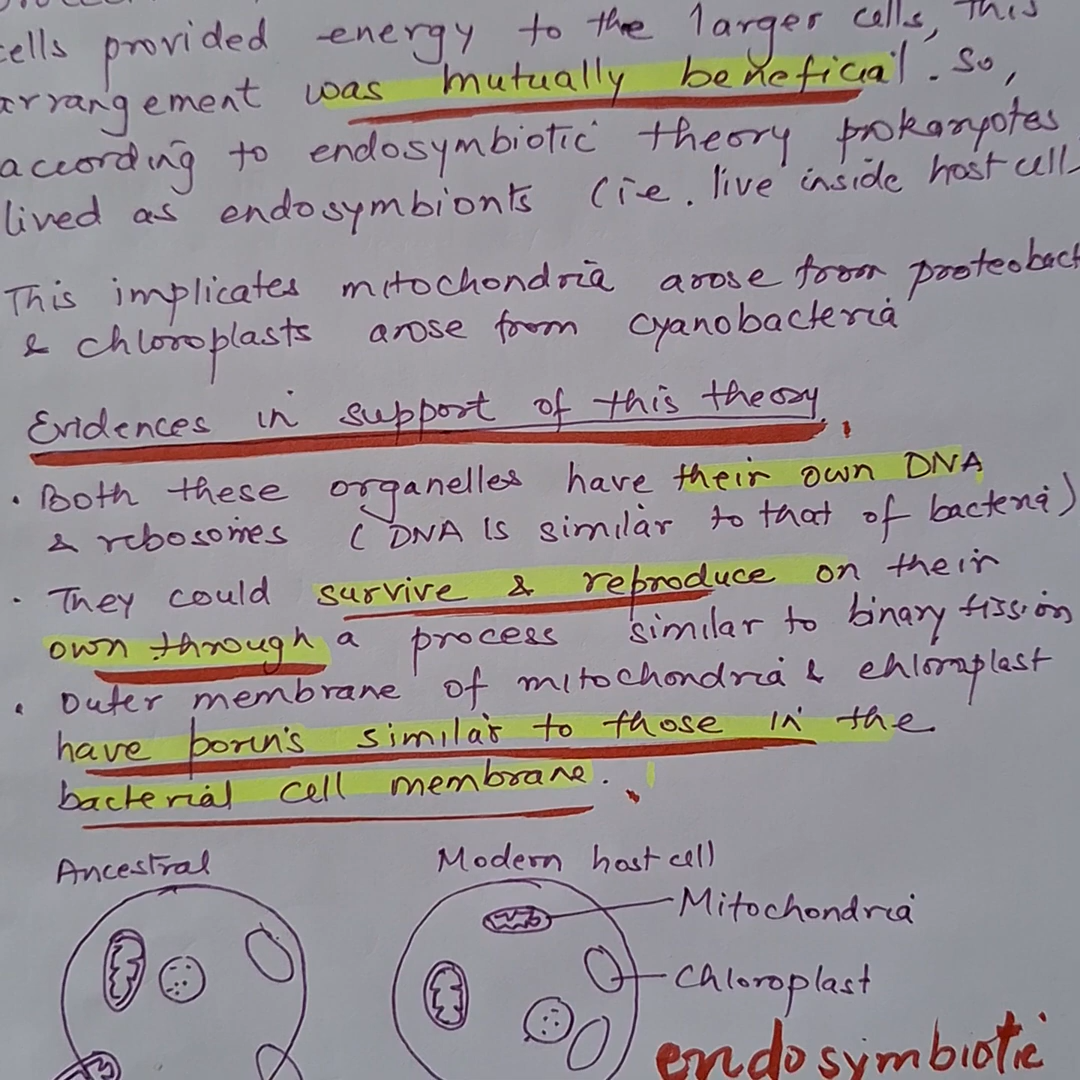 cells provided energy to the larger cells, This
arrangement was mutually beneficial. So,
according to endosymbiotic theory prokaryotes
lived as endosymbionts (i.e. live inside host cell
This implicates mitochondria arose from proteobact
& chloroplasts arose from cyanobacteria
Evidences in support of this theory.
• Both these organelles have their own DNA
& rebosomes (DNA is similar to that of bacteria)
• They could survive & reproduce on their
own through a process similar to binary fission
• Outer membrane of mitochondria & chloroplast
have porins similar to those in the
bacterial cell membrane.
Ancestral
Modern host cell
Mitochondria
Chloroplast
endosymbiotic